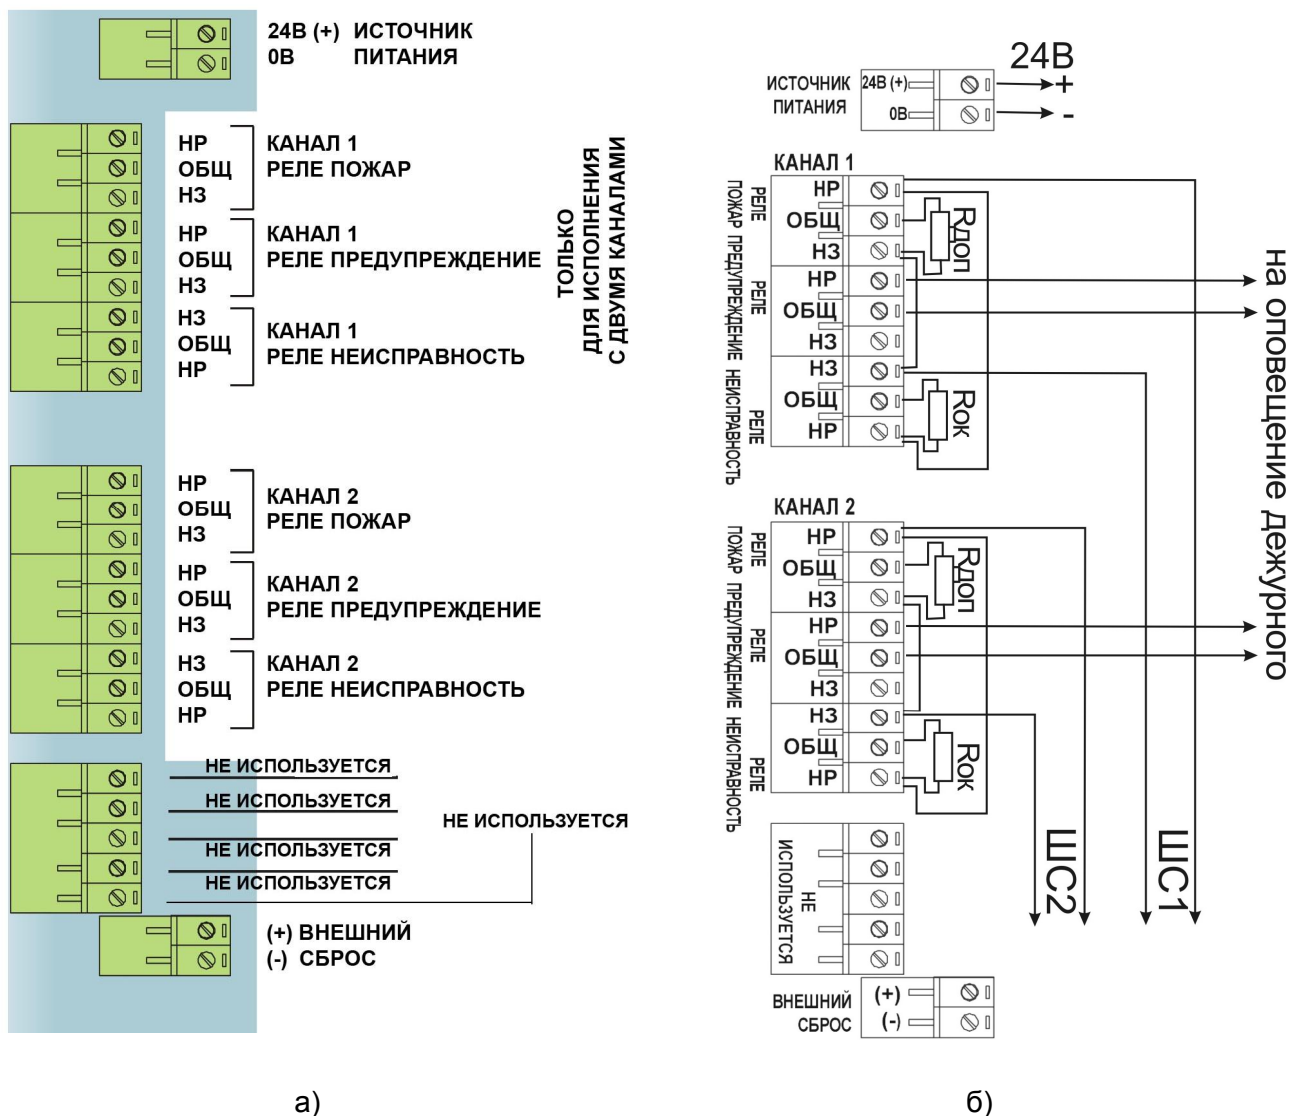 24В (+) ИСТОЧНИК
0В ПИТАНИЯ
НР
ОБЩ
НЗ
КАНАЛ 1
РЕЛЕ ПОЖАР
НР
ОБЩ
НЗ
КАНАЛ 1
РЕЛЕ ПРЕДУПРЕЖДЕНИЕ
НЗ
ОБЩ
НР
КАНАЛ 1
РЕЛЕ НЕИСПРАВНОСТЬ
ТОЛЬКО
ДЛЯ ИСПОЛНЕНИЯ
С ДВУМЯ КАНАЛАМИ
НР
ОБЩ
НЗ
КАНАЛ 2
РЕЛЕ ПОЖАР
НР
ОБЩ
НЗ
КАНАЛ 2
РЕЛЕ ПРЕДУПРЕЖДЕНИЕ
НЗ
ОБЩ
НР
КАНАЛ 2
РЕЛЕ НЕИСПРАВНОСТЬ
НЕ ИСПОЛЬЗУЕТСЯ
НЕ ИСПОЛЬЗУЕТСЯ
НЕ ИСПОЛЬЗУЕТСЯ
НЕ ИСПОЛЬЗУЕТСЯ
НЕ ИСПОЛЬЗУЕТСЯ
(+) ВНЕШНИЙ
(-) СБРОС
а)
24В
+
-
ИСТОЧНИК
ПИТАНИЯ
24В (+)
0В
КАНАЛ 1
РЕЛЕ
ПОЖАР
РЕЛЕ
ПРЕДУПРЕЖДЕНИЕ
РЕЛЕ
НЕИСПРАВНОСТЬ
НР
ОБЩ
НЗ
НР
ОБЩ
НЗ
НЗ
ОБЩ
НР
Rдоп
Rок
КАНАЛ 2
РЕЛЕ
ПОЖАР
РЕЛЕ
ПРЕДУПРЕЖДЕНИЕ
РЕЛЕ
НЕИСПРАВНОСТЬ
НР
ОБЩ
НЗ
НР
ОБЩ
НЗ
НЗ
ОБЩ
НР
Rдоп
Rок
на оповещение дежурного
ШС2
ШС1
НЕ
ИСПОЛЬЗУЕТСЯ
ВНЕШНИЙ
СБРОС
(+)
(-)
б)